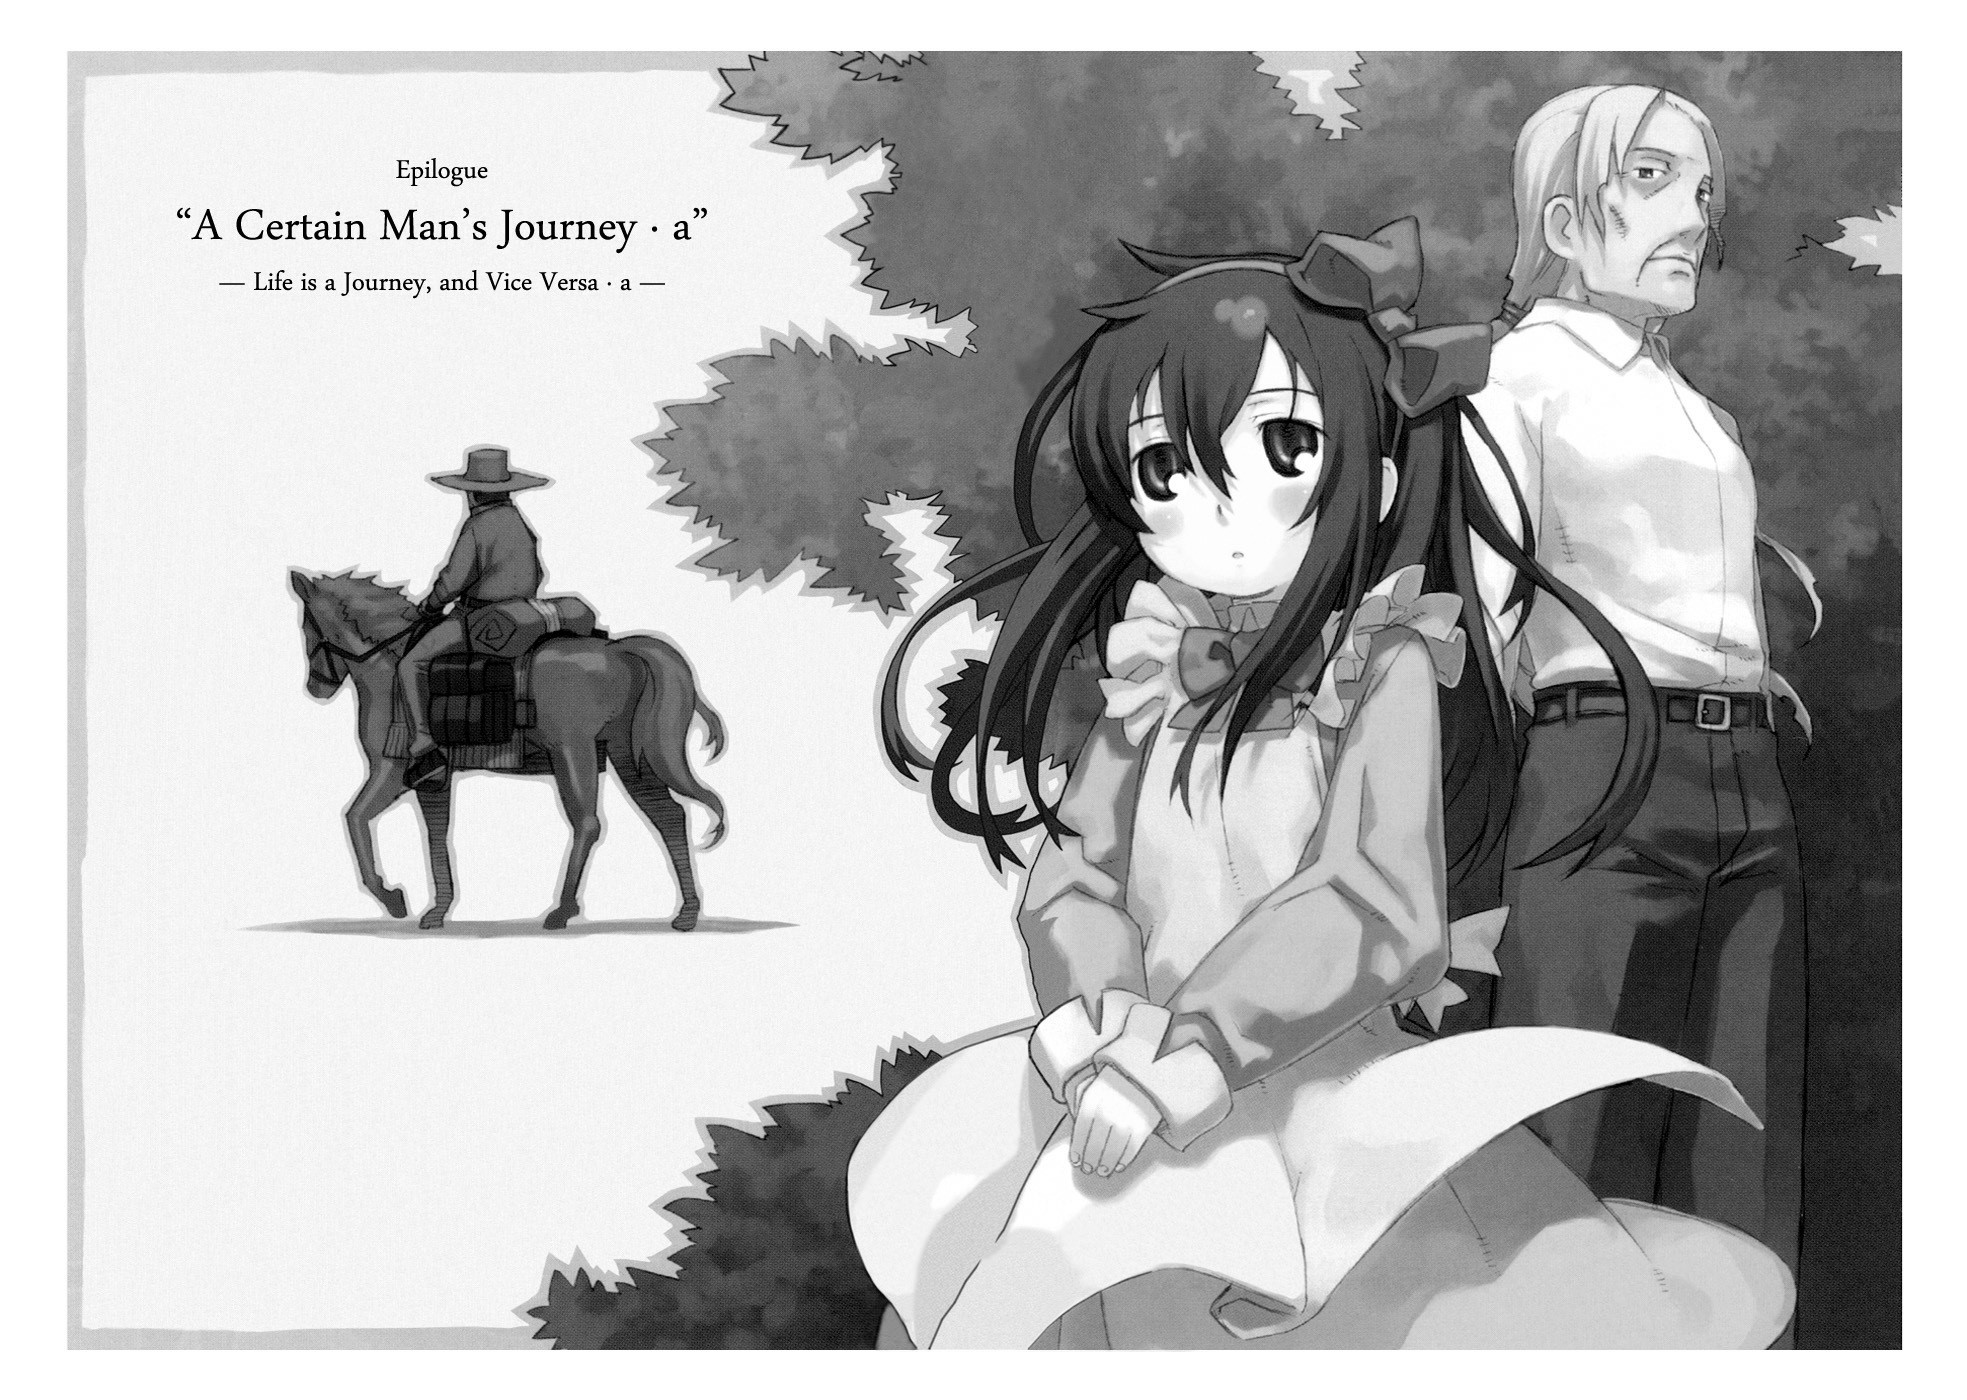 Epilogue
“A Certain Man’s Journey · a”
— Life is a Journey, and Vice Versa · a —